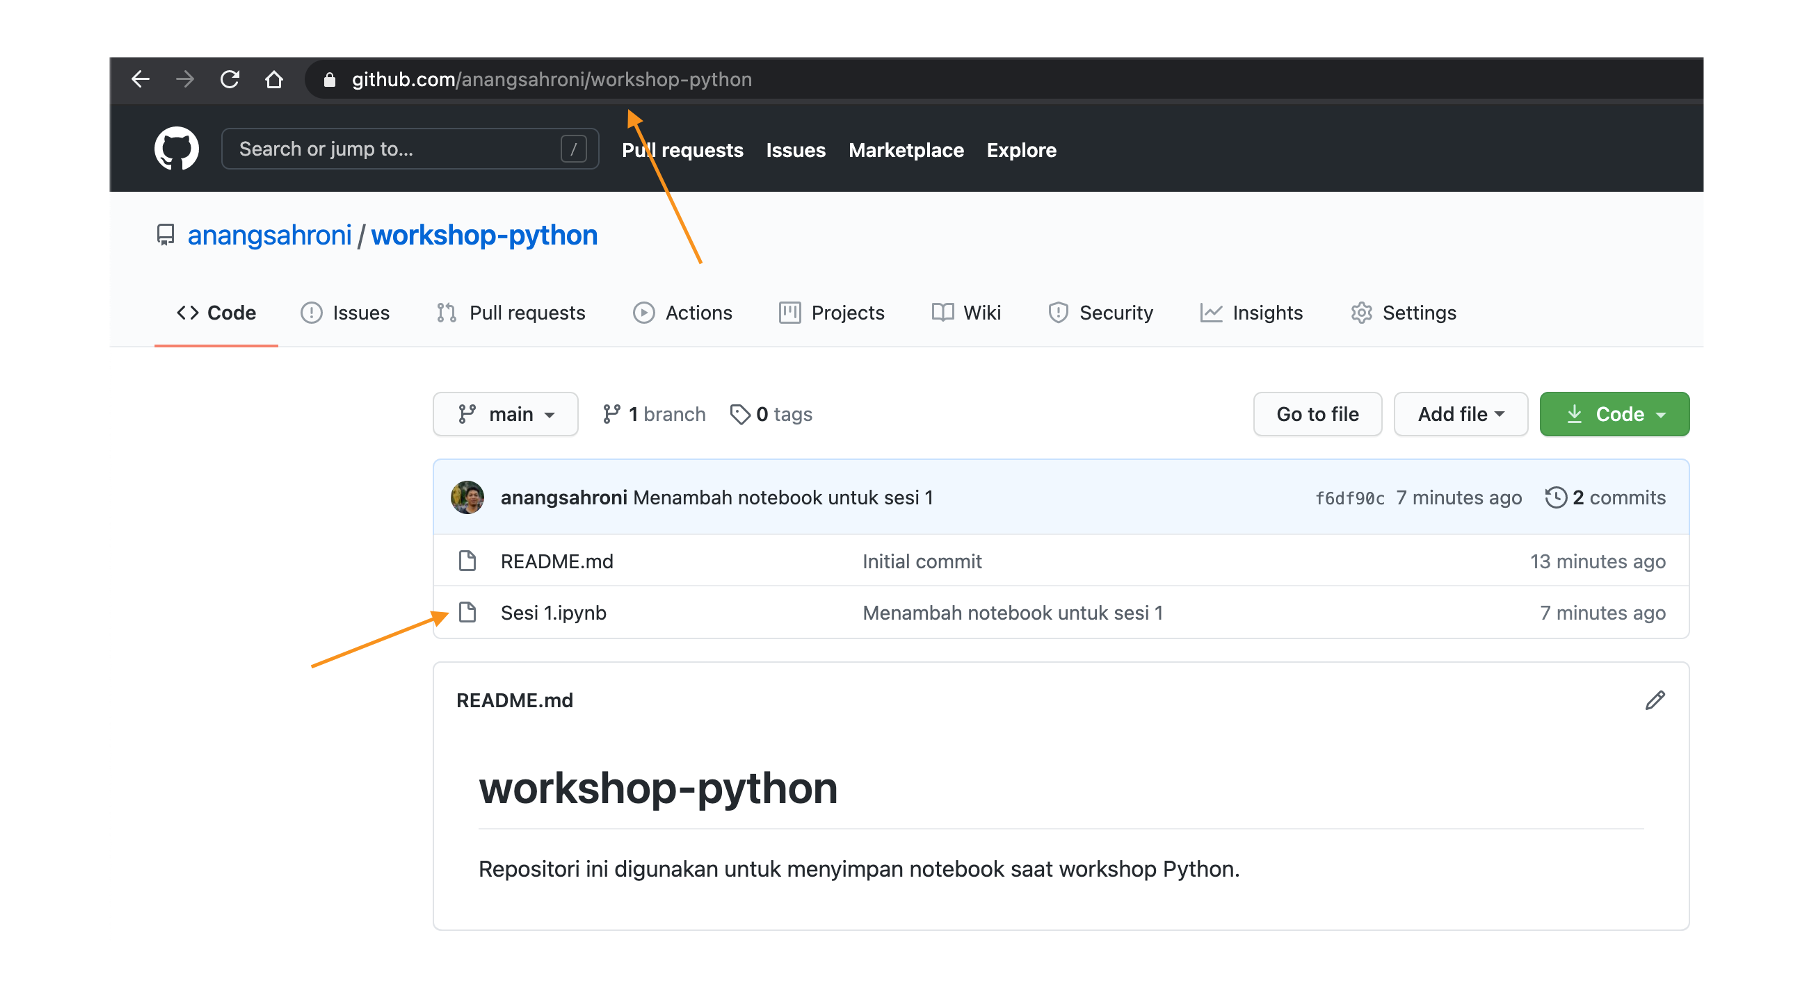 github.com/anangsahroni/workshop-python
Search or jump to... / Pull requests Issues Marketplace Explore
anangsahroni / workshop-python
<> Code Issues Pull requests Actions Projects Wiki Security Insights Settings
main 1 branch 0 tags Go to file Add file Code
anangsahroni Menambah notebook untuk sesi 1 f6df90c 7 minutes ago 2 commits
README.md Initial commit 13 minutes ago
Sesi 1.ipynb Menambah notebook untuk sesi 1 7 minutes ago
README.md
workshop-python
Repositori ini digunakan untuk menyimpan notebook saat workshop Python.